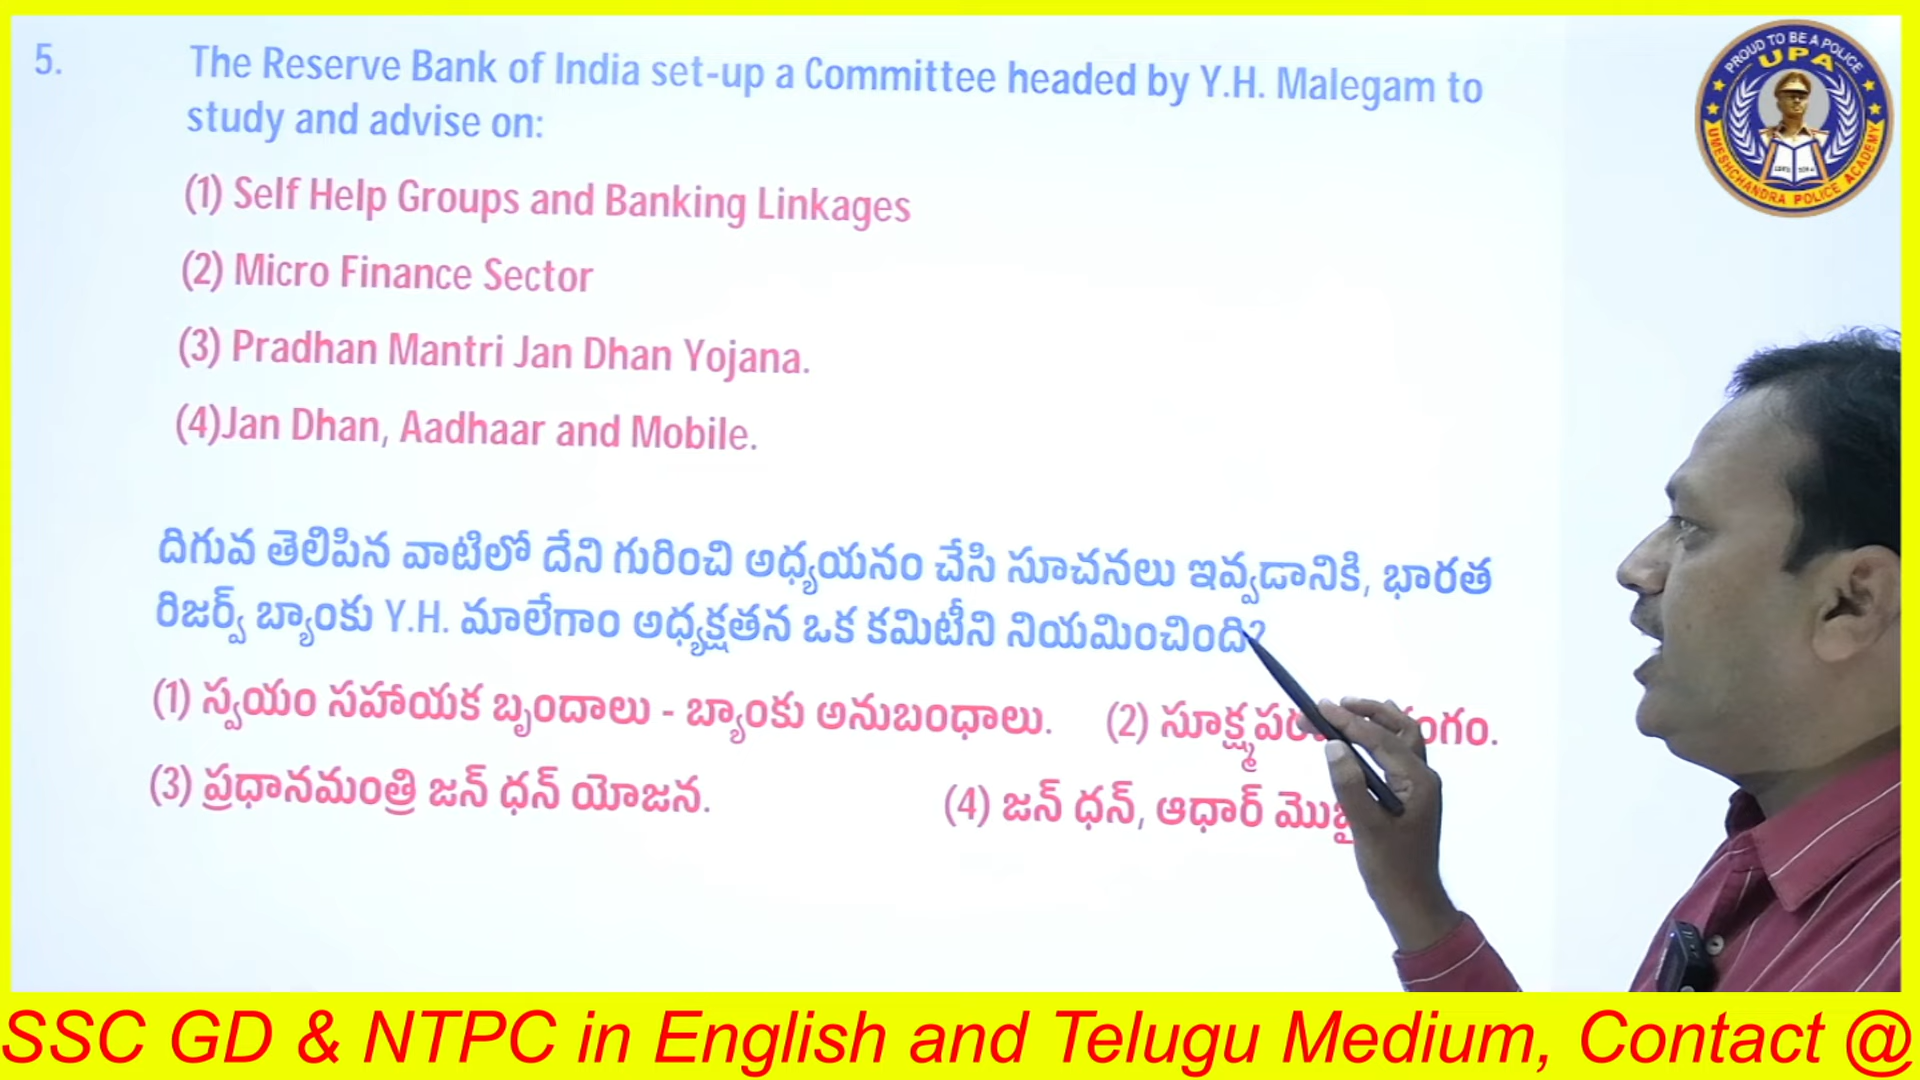 5. The Reserve Bank of India set-up a Committee headed by Y.H. Malegam to
study and advise on:
(1) Self Help Groups and Banking Linkages
(2) Micro Finance Sector
(3) Pradhan Mantri Jan Dhan Yojana.
(4)Jan Dhan, Aadhaar and Mobile.
దిగువ తెలిపిన వాటిలో దేని గురించి అధ్యయనం చేసి సూచనలు ఇవ్వడానికి, భారత
రిజర్వ్ బ్యాంకు Y.H. మాలేగాం అధ్యక్షతన ఒక కమిటీని నియమించింది?
(1) స్వయం సహాయక బృందాలు - బ్యాంకు అనుబంధాలు. (2) సూక్ష్మ
(3) ప్రధానమంత్రి జన్ ధన్ యోజన. (4) జన్ ధన్, ఆధార్
PROUD TO BE A POLICE
UPA
UMESHCHANDRA POLICE ACADEMY
SSC GD & NTPC in English and Telugu Medium, Contact @